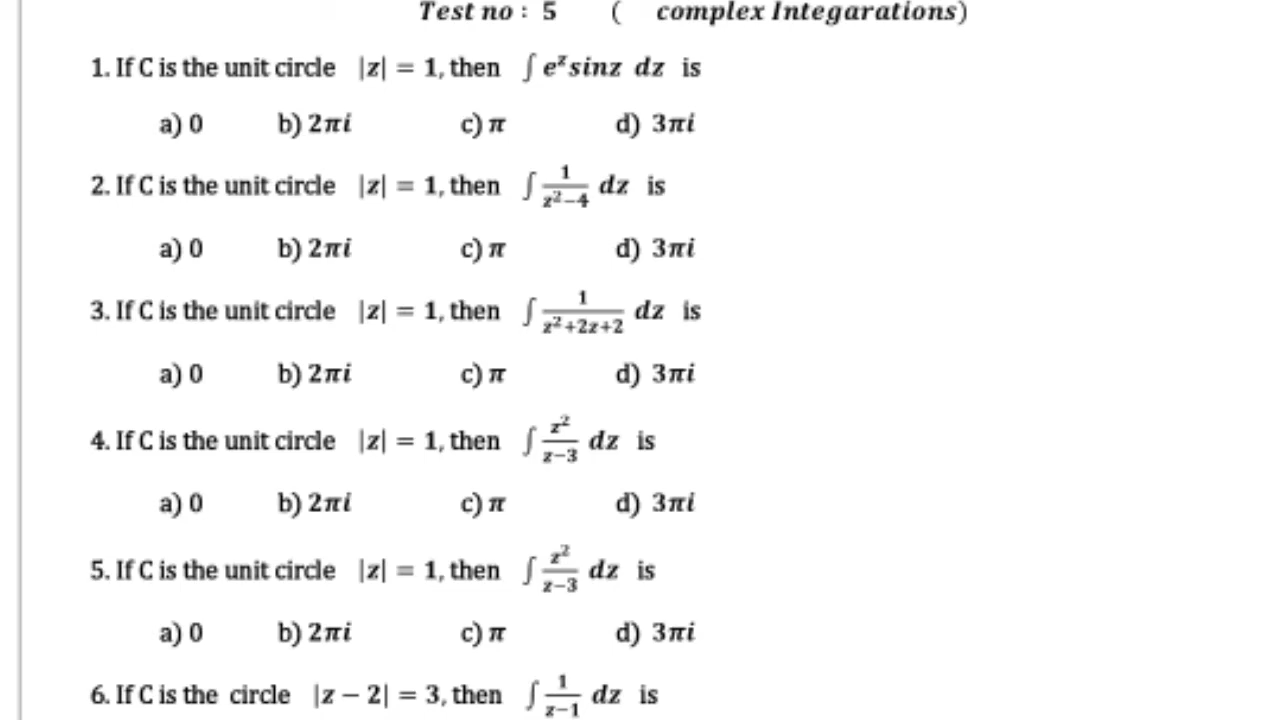 Test no : 5 ( complex Integarations)
1. If C is the unit circle |z| = 1, then ∫ e^z sinz dz is
a) 0 b) 2πi c) π d) 3πi
2. If C is the unit circle |z| = 1, then ∫ 1/(z²−4) dz is
a) 0 b) 2πi c) π d) 3πi
3. If C is the unit circle |z| = 1, then ∫ 1/(z²+2z+2) dz is
a) 0 b) 2πi c) π d) 3πi
4. If C is the unit circle |z| = 1, then ∫ z²/(z−3) dz is
a) 0 b) 2πi c) π d) 3πi
5. If C is the unit circle |z| = 1, then ∫ z²/(z−3) dz is
a) 0 b) 2πi c) π d) 3πi
6. If C is the circle |z − 2| = 3, then ∫ 1/(z−1) dz is